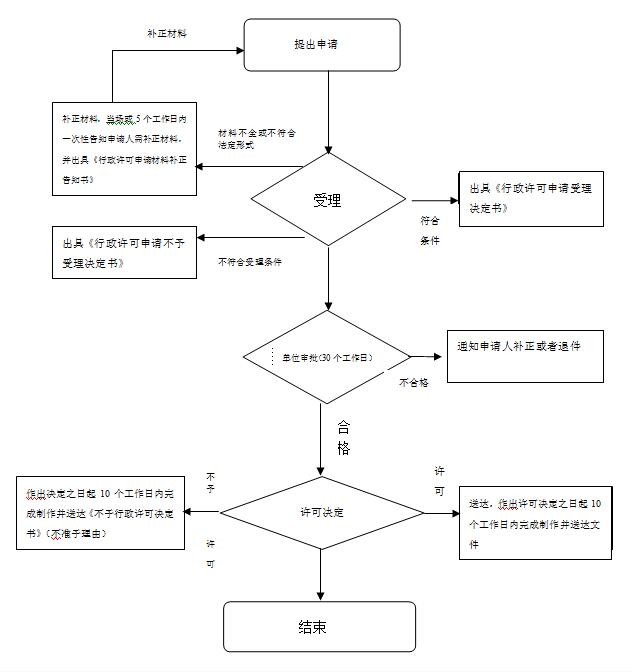 补正材料
提出申请
补正材料，当场或 5 个工作日内
一次性告知申请人需补正材料，
并出具《行政许可申请材料补正
告知书》
材料不全或不符合
法定形式
受理
出具《行政许可申请受理
决定书》
符合
条件
出具《行政许可申请不予
受理决定书》
不符合受理条件
单位审批(30 个工作日)
通知申请人补正或者退件
不合格
合
格
不
予
许
可
许
可
作出决定之日起 10 个工作日内完
成制作并送达《不予行政许可决定
书》（不准予理由）
许可决定
送达，作出许可决定之日起 10
个工作日内完成制作并送达文
件
结束